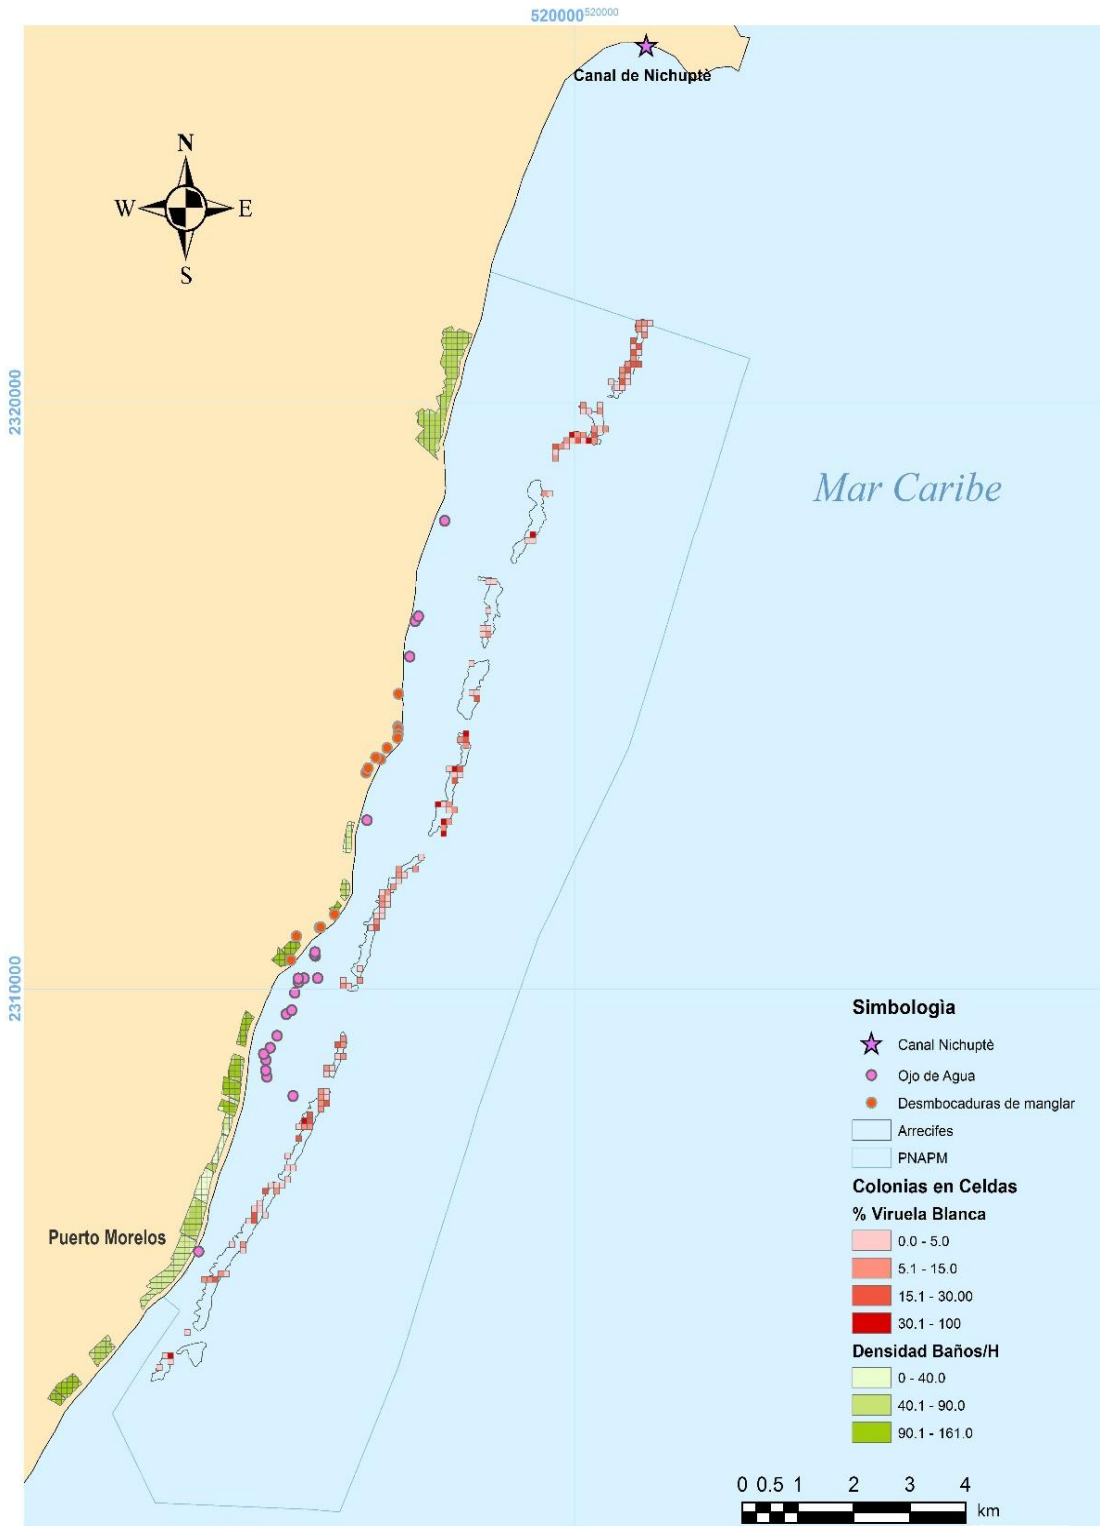 520000 520000
Canal de Nichuptè
N
W E
S
2320000
Mar Caribe
2310000
Puerto Morelos
Simbologìa
Canal Nichuptè
Ojo de Agua
Desmbocaduras de manglar
Arrecifes
PNAPM
Colonias en Celdas
% Viruela Blanca
0.0 - 5.0
5.1 - 15.0
15.1 - 30.00
30.1 - 100
Densidad Baños/H
0 - 40.0
40.1 - 90.0
90.1 - 161.0
0 0.5 1 2 3 4
km